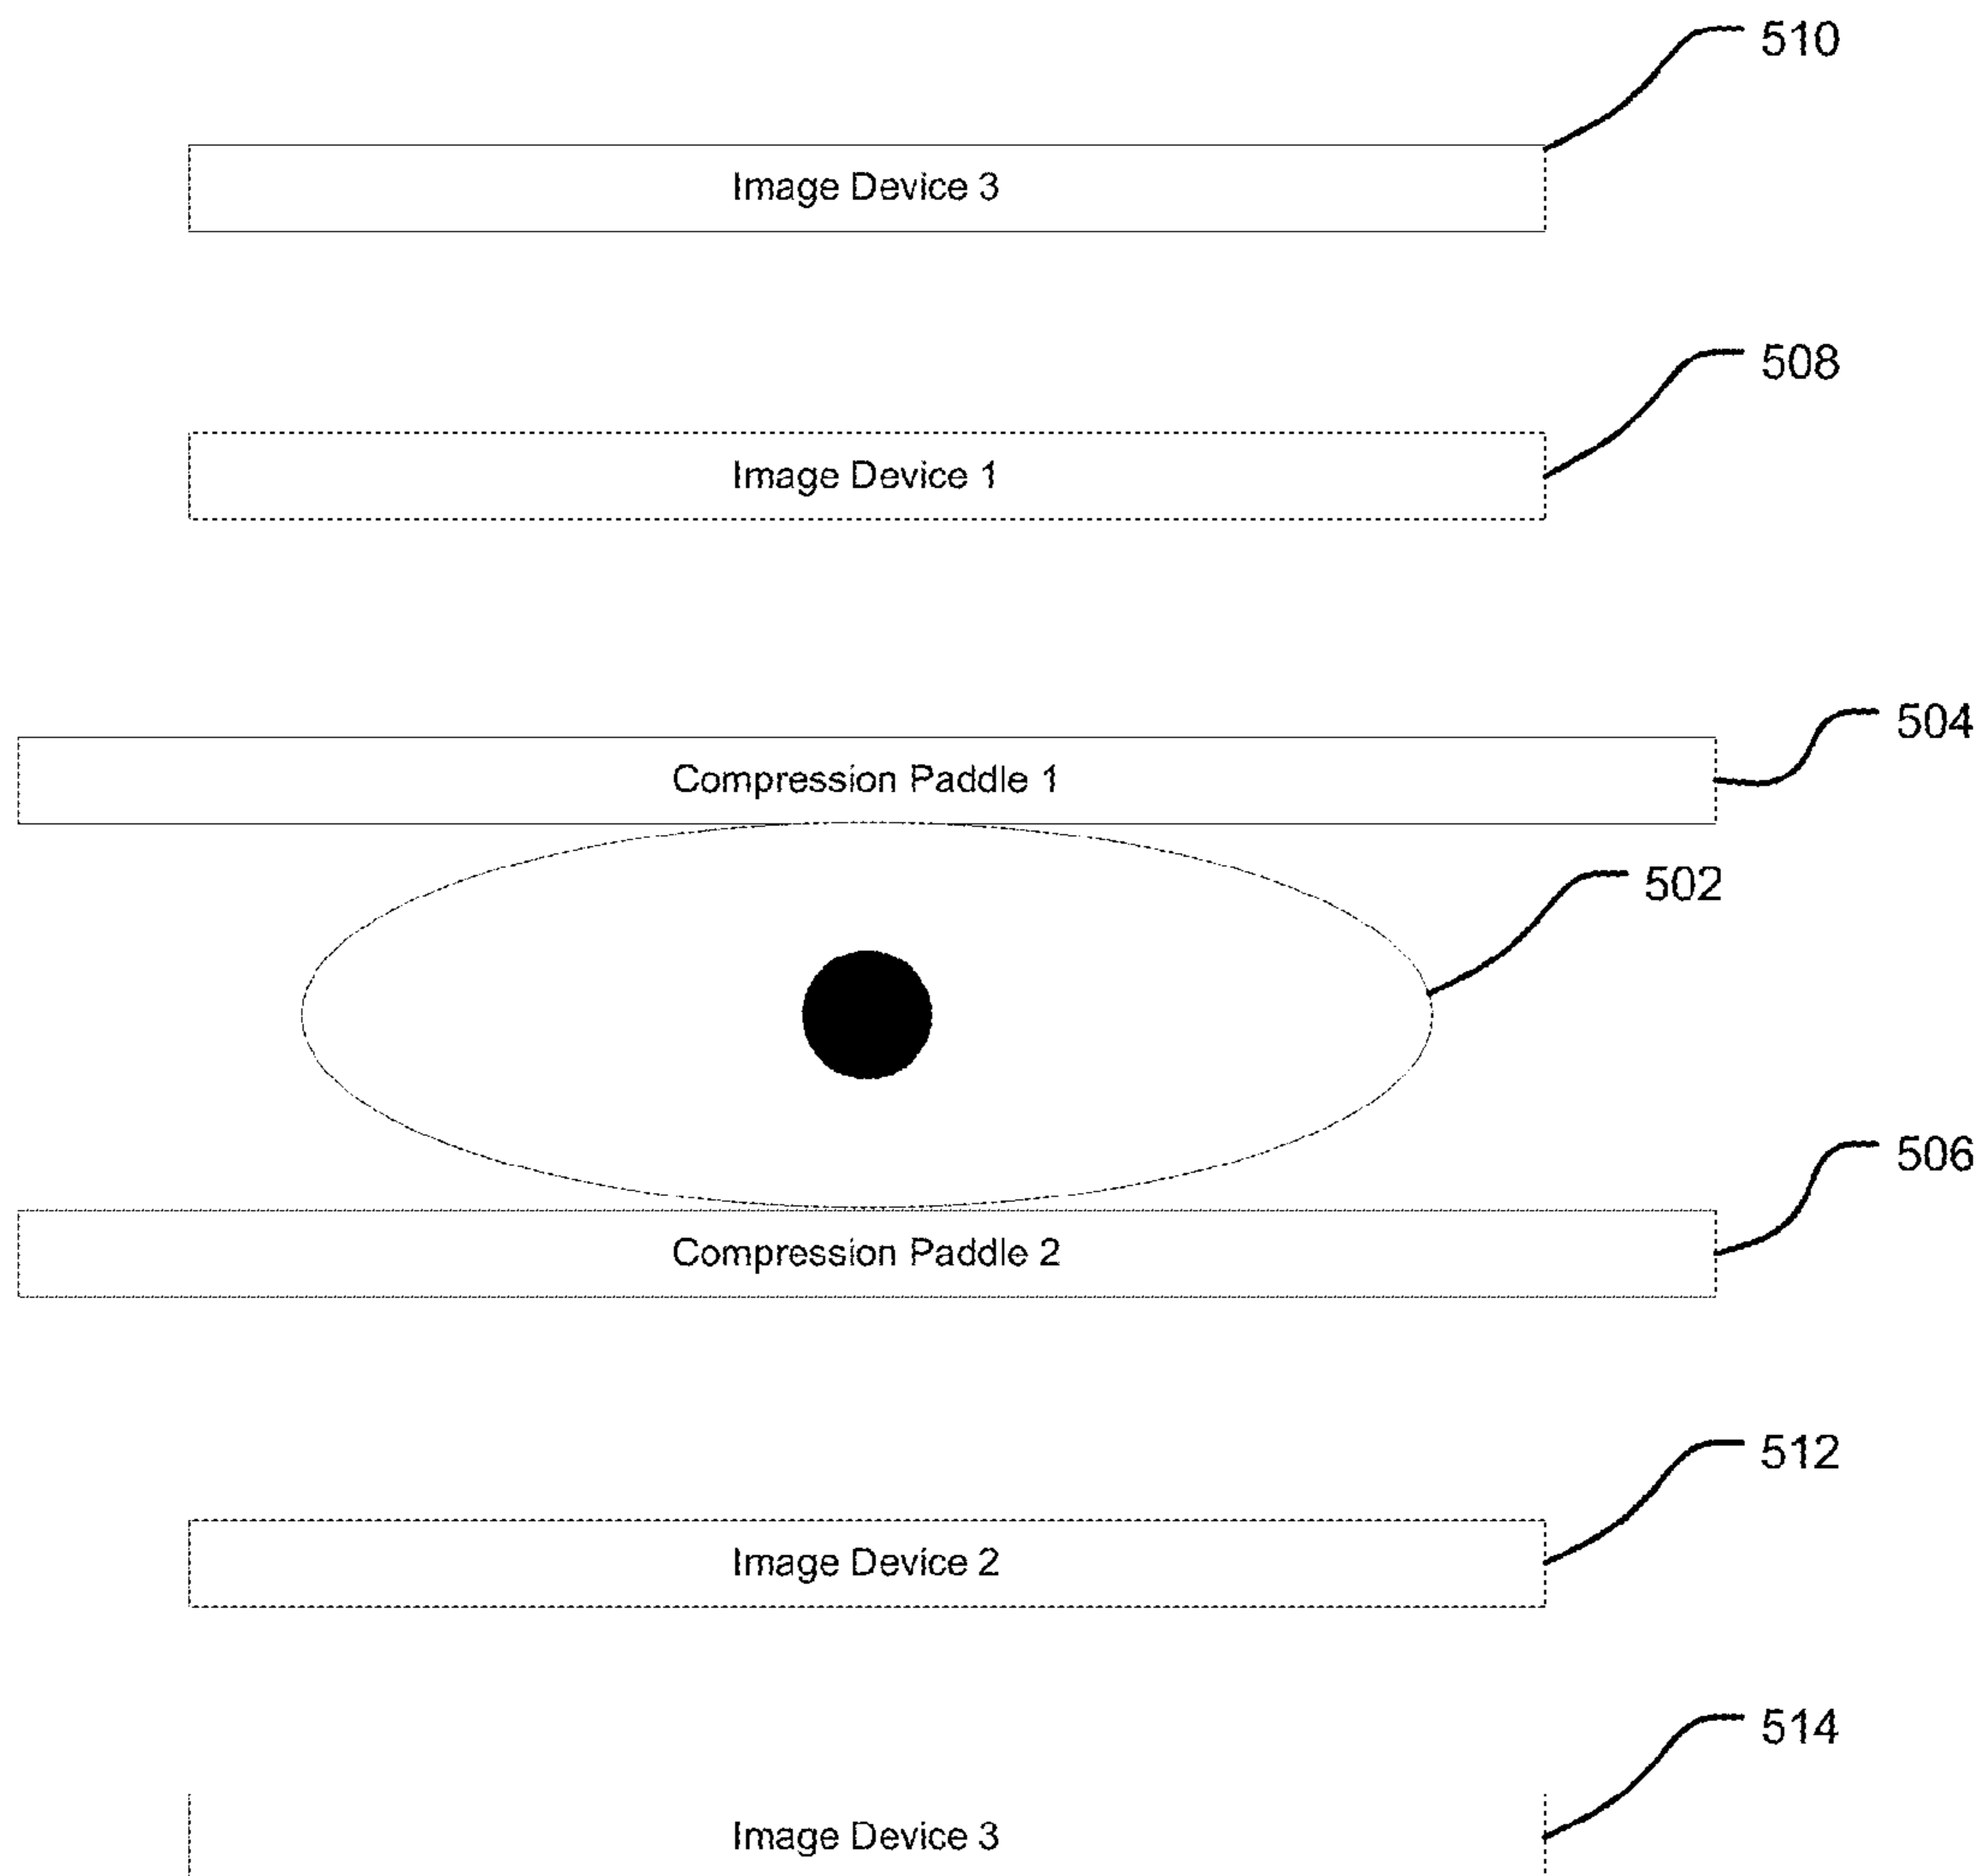 510
Image Device 3
508
Image Device 1
504
Compression Paddle 1
502
506
Compression Paddle 2
512
Image Device 2
514
Image Device 3